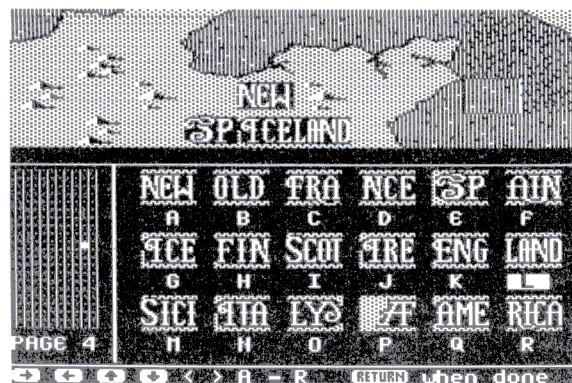 NEW
SPICELAND
NEW OLD FRA NCE SP AIN
A B C D E F
ICE FIN SCOT IRE ENG LAND
G H I J K L
SICI ITA LY AF AME RICA
M N O P Q R
PAGE 4
→ ← ↑ ↓ < > A - R RETURN when done